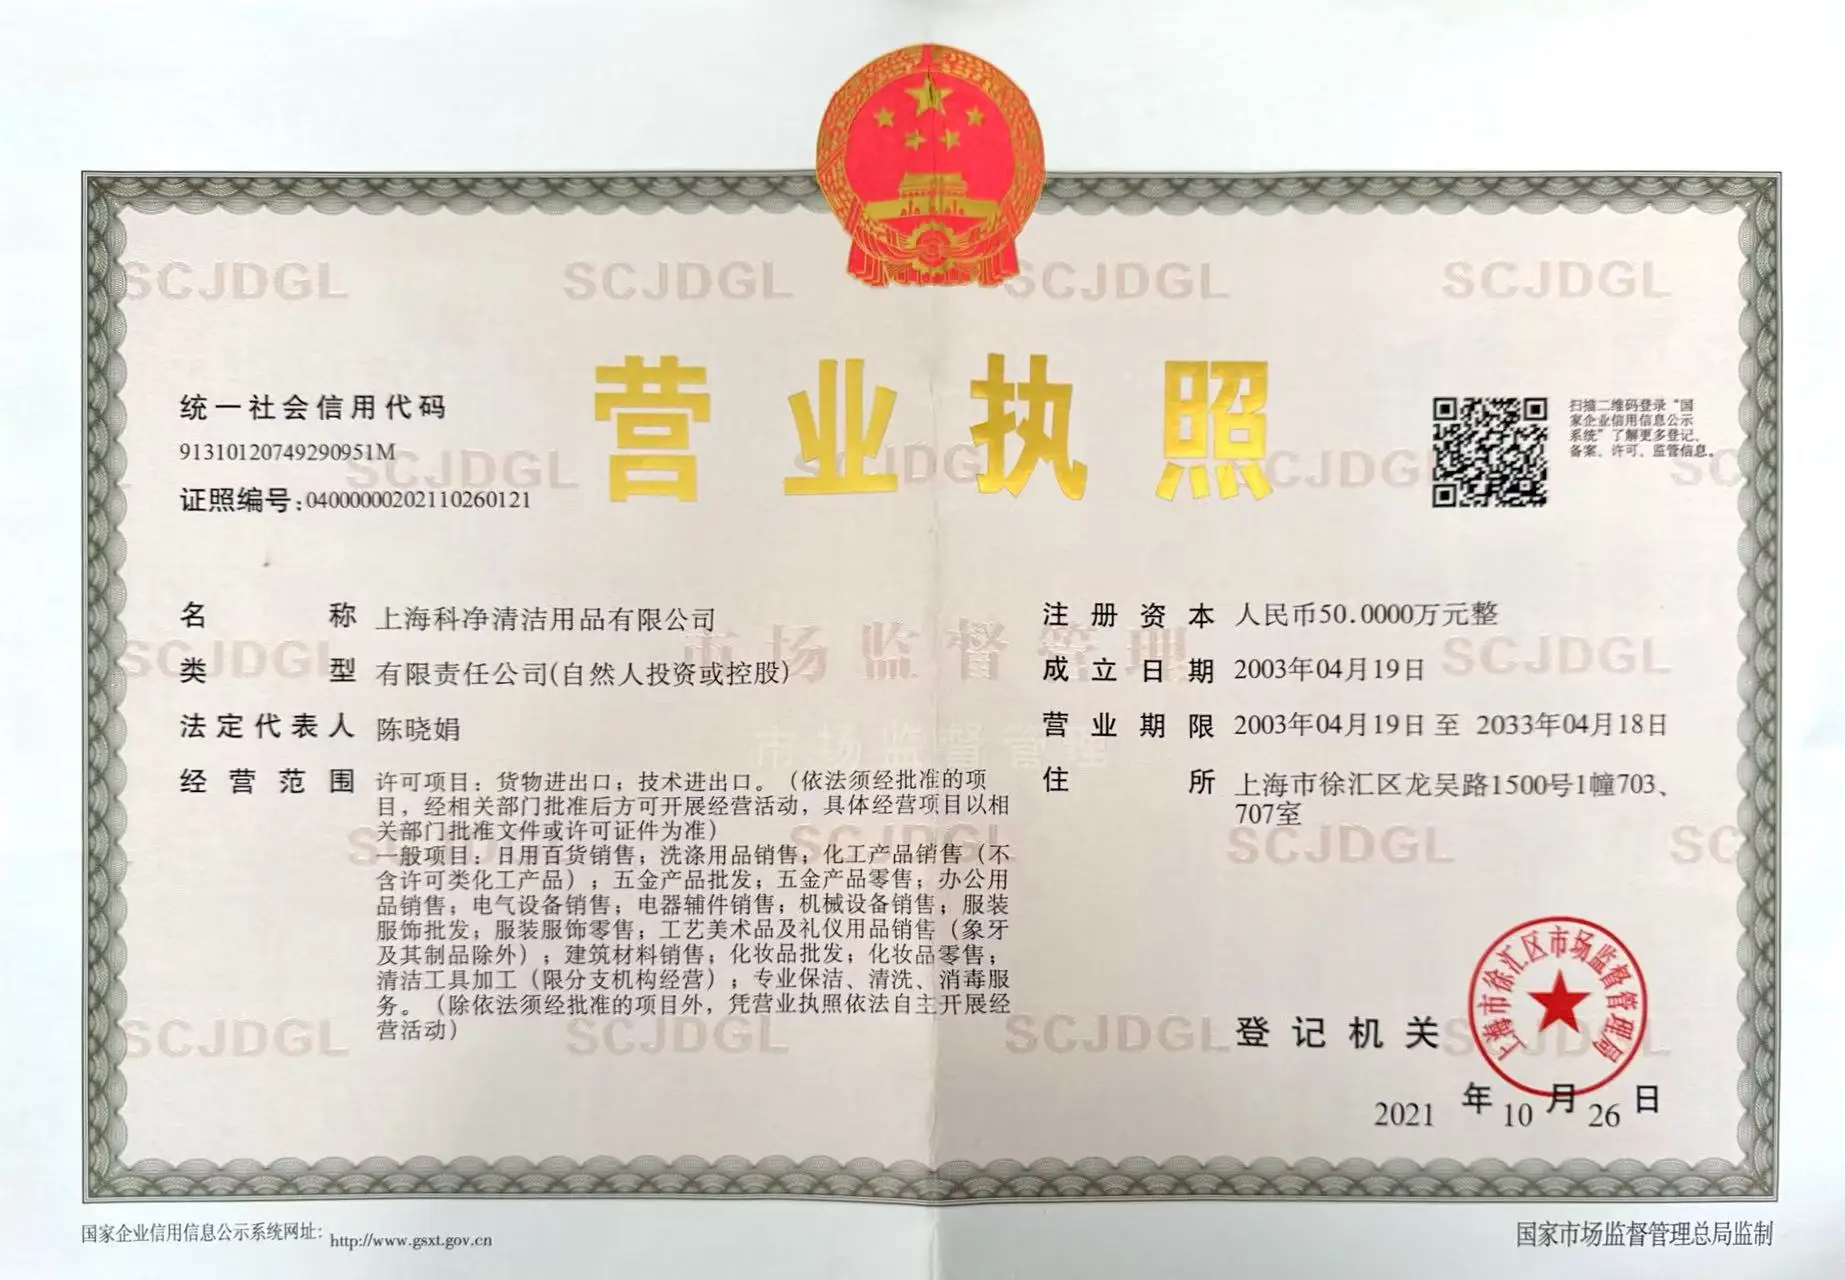 SCJDGL SCJDGL SCJDGL SCJDGL
营业执照
统一社会信用代码
91310120749290951M
证照编号:04000000202110260121
SCJDGL SCJDGL SCJDGL SC
扫描二维码登录“国
家企业信用信息公示
系统”了解更多登记、
备案、许可、监管信息。
名称 上海科净清洁用品有限公司
类型 有限责任公司(自然人投资或控股)
法定代表人 陈晓娟
经营范围 许可项目：货物进出口；技术进出口。（依法须经批准的项
目，经相关部门批准后方可开展经营活动，具体经营项目以相
关部门批准文件或许可证件为准）
一般项目：日用百货销售；洗涤用品销售；化工产品销售（不
含许可类化工产品）；五金产品批发；五金产品零售；办公用
品销售；电气设备销售；电器辅件销售；机械设备销售；服装
服饰批发；服装服饰零售；工艺美术品及礼仪用品销售（象牙
及其制品除外）；建筑材料销售；化妆品批发；化妆品零售；
清洁工具加工（限分支机构经营）；专业保洁、清洗、消毒服
务。（除依法须经批准的项目外，凭营业执照依法自主开展经
营活动）
注册资本 人民币50.0000万元整
成立日期 2003年04月19日
营业期限 2003年04月19日 至 2033年04月18日
住所 上海市徐汇区龙吴路1500号1幢703、
707室
市场监督管理
市场监督管理
SCJDGL SCJDGL
SCJDGL SCJDGL SCJDGL SC
SCJDGL SCJDGL SCJDGL SCJDGL
登记机关
上海市徐汇区市场监督管理局
2021 年 10 月 26 日
国家企业信用信息公示系统网址： http://www.gsxt.gov.cn
国家市场监督管理总局监制